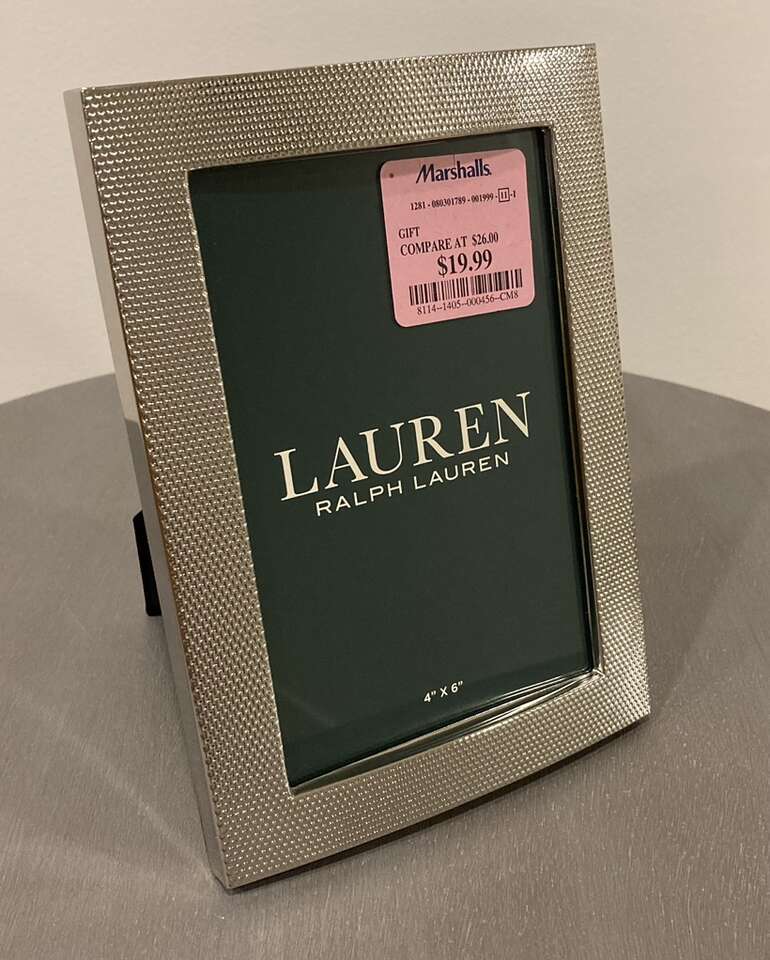 Marshalls.
1281-080301789-001999-11-1
GIFT
COMPARE AT $26.00
$19.99
8114--1405--000456--CM8
LAUREN
RALPH LAUREN
4" X 6"